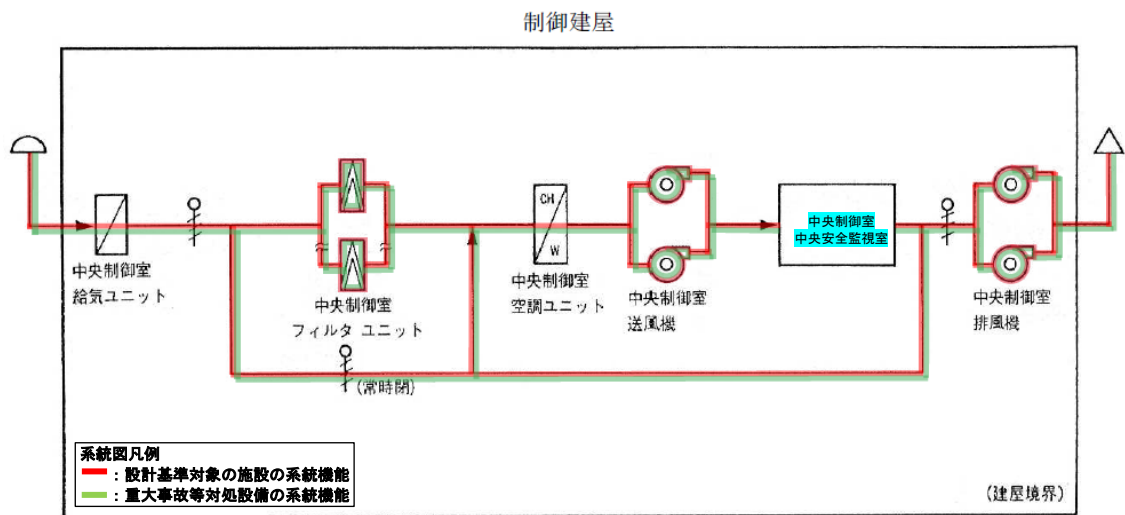 制御建屋
CH
W
中央制御室
中央安全監視室
中央制御室
給気ユニット
中央制御室
フィルタ ユニット
中央制御室
空調ユニット
中央制御室
送風機
中央制御室
排風機
(常時閉)
系統図凡例
：設計基準対象の施設の系統機能
：重大事故等対処設備の系統機能
(建屋境界)